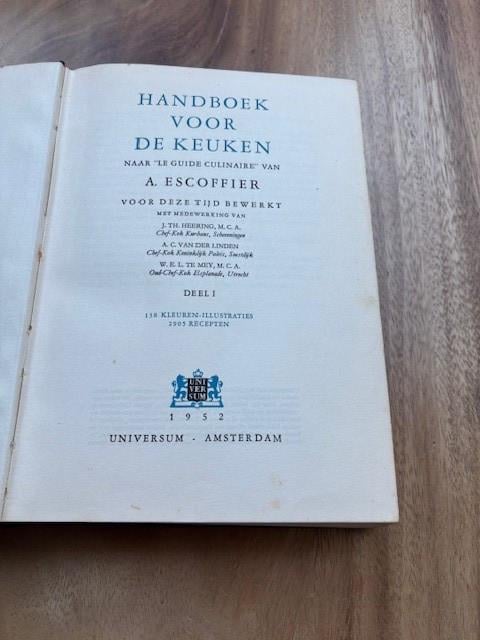 HANDBOEK
VOOR
DE KEUKEN
NAAR "LE GUIDE CULINAIRE" VAN
A. ESCOFFIER
VOOR DEZE TIJD BEWERKT
MET MEDEWERKING VAN
J. TH. HEERING, M. C. A.
Chef-Kok Kurhaus, Scheveningen
A. C. VAN DER LINDEN
Chef-Kok Koninklijk Paleis, Soestdijk
W. E. L. TE MEY, M. C. A.
Oud-Chef-Kok Esplanade, Utrecht
DEEL I
138 KLEUREN-ILLUSTRATIES
2905 RECEPTEN
UNI
VER
SUM
1952
UNIVERSUM - AMSTERDAM